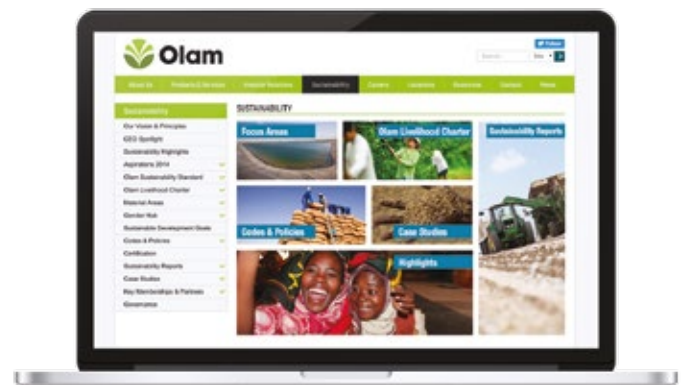 Olam
Follow
Search
Site
About Us
Products & Services
Investor Relations
Sustainability
Careers
Locations
Resources
Contact
Home
Sustainability
SUSTAINABILITY
Our Vision & Principles
CEO Spotlight
Sustainability Highlights
Aspirations 2014
Olam Sustainability Standard
Olam Livelihood Charter
Material Areas
Gender Hub
Sustainable Development Goals
Codes & Policies
Certification
Sustainability Reports
Case Studies
Key Memberships & Partners
Governance
Focus Areas
Olam Livelihood Charter
Sustainability Reports
Codes & Policies
Case Studies
Highlights